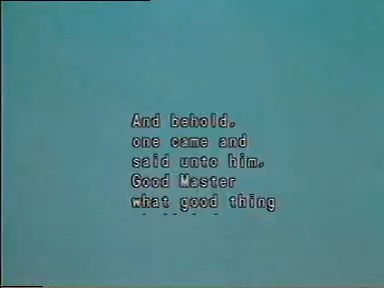 And behold,
one came and
said unto him,
Good Master
what good thing